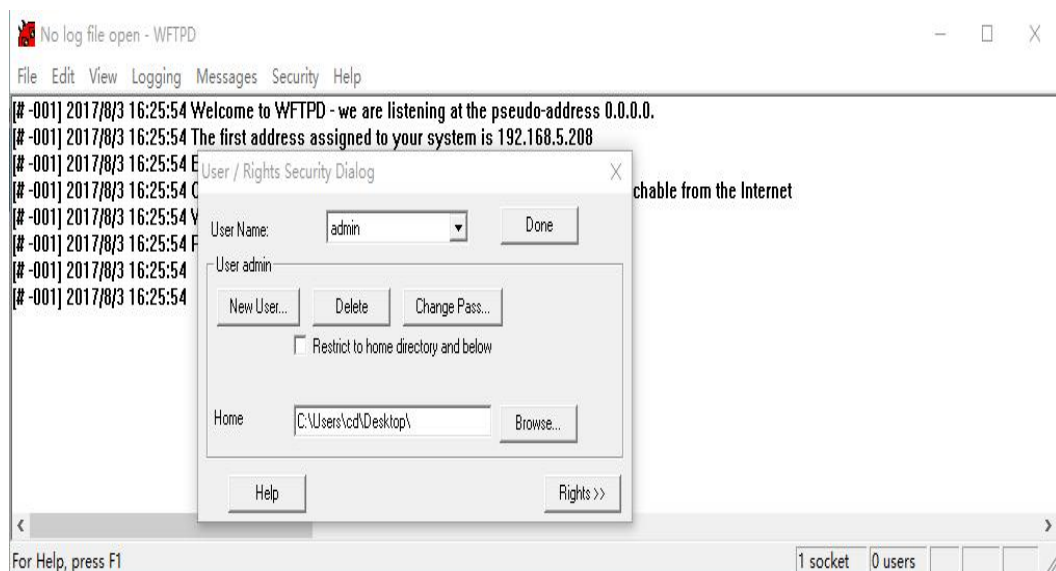 No log file open - WFTPD
File Edit View Logging Messages Security Help
[# -001] 2017/8/3 16:25:54 Welcome to WFTPD - we are listening at the pseudo-address 0.0.0.0.
[# -001] 2017/8/3 16:25:54 The first address assigned to your system is 192.168.5.208
[# -001] 2017/8/3 16:25:54
[# -001] 2017/8/3 16:25:54 chable from the Internet
[# -001] 2017/8/3 16:25:54
[# -001] 2017/8/3 16:25:54
[# -001] 2017/8/3 16:25:54
[# -001] 2017/8/3 16:25:54
User / Rights Security Dialog
User Name: admin Done
User admin
New User... Delete Change Pass...
Restrict to home directory and below
Home C:\Users\cd\Desktop\ Browse...
Help Rights >>
For Help, press F1 1 socket 0 users